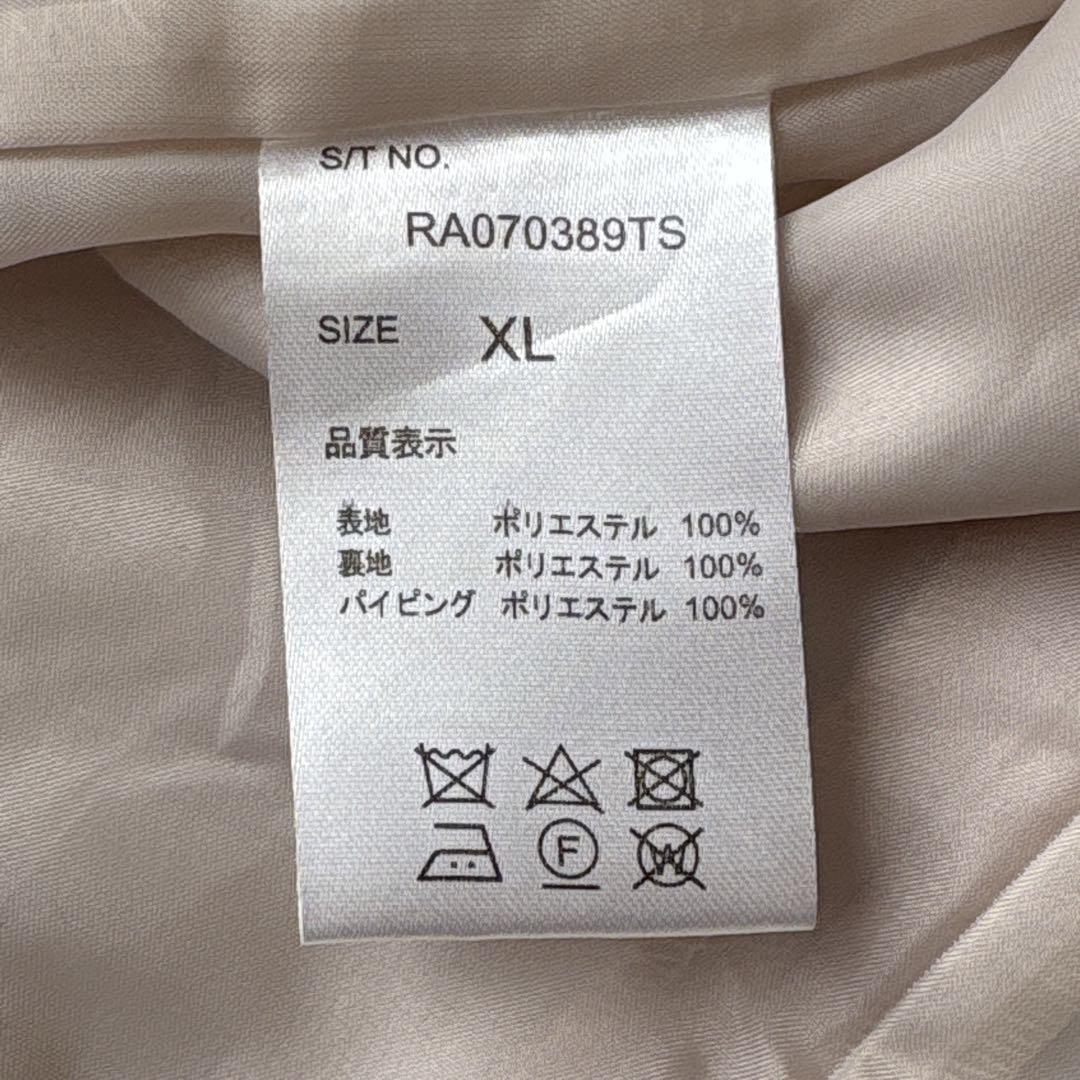 S/T NO.
RA070389TS
SIZE XL
品質表示
表地 ポリエステル 100%
裏地 ポリエステル 100%
パイピング ポリエステル 100%
F
W